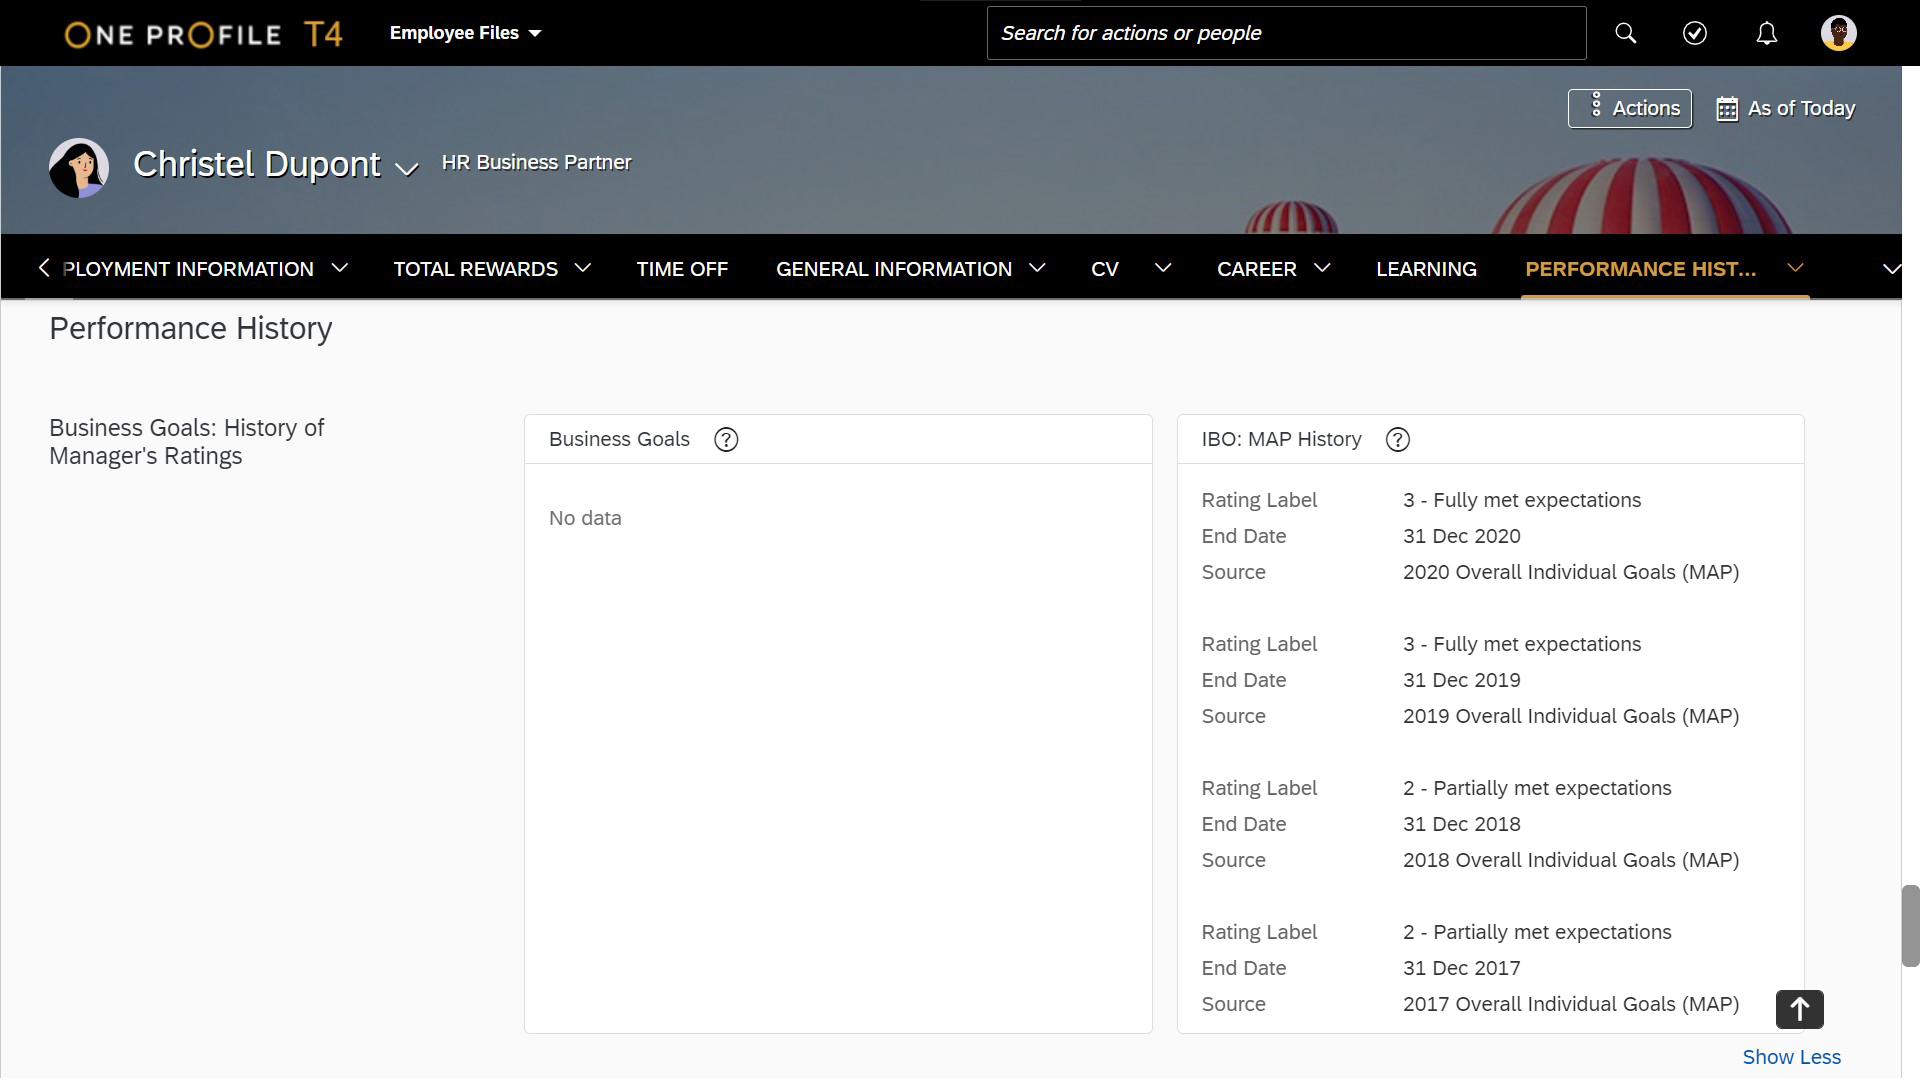 ONE PROFILE T4 Employee Files Search for actions or people
Actions As of Today
Christel Dupont HR Business Partner
PLOYMENT INFORMATION TOTAL REWARDS TIME OFF GENERAL INFORMATION CV CAREER LEARNING PERFORMANCE HIST...
Performance History
Business Goals: History of
Manager's Ratings
Business Goals ?
No data
IBO: MAP History ?
Rating Label 3 - Fully met expectations
End Date 31 Dec 2020
Source 2020 Overall Individual Goals (MAP)
Rating Label 3 - Fully met expectations
End Date 31 Dec 2019
Source 2019 Overall Individual Goals (MAP)
Rating Label 2 - Partially met expectations
End Date 31 Dec 2018
Source 2018 Overall Individual Goals (MAP)
Rating Label 2 - Partially met expectations
End Date 31 Dec 2017
Source 2017 Overall Individual Goals (MAP)
Show Less